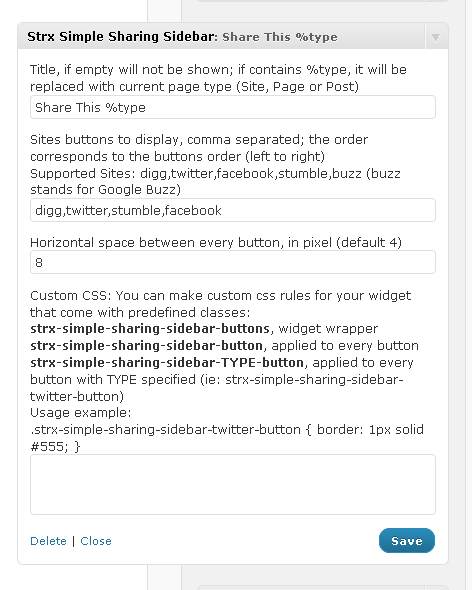 Strx Simple Sharing Sidebar: Share This %type
Title, if empty will not be shown; if contains %type, it will be
replaced with current page type (Site, Page or Post)
Share This %type
Sites buttons to display, comma separated; the order
corresponds to the buttons order (left to right)
Supported Sites: digg,twitter,facebook,stumble,buzz (buzz
stands for Google Buzz)
digg,twitter,stumble,facebook
Horizontal space between every button, in pixel (default 4)
8
Custom CSS: You can make custom css rules for your widget
that come with predefined classes:
strx-simple-sharing-sidebar-buttons, widget wrapper
strx-simple-sharing-sidebar-button, applied to every button
strx-simple-sharing-sidebar-TYPE-button, applied to every
button with TYPE specified (ie: strx-simple-sharing-sidebar-
twitter-button)
Usage example:
.strx-simple-sharing-sidebar-twitter-button { border: 1px solid
#555; }
Delete | Close
Save